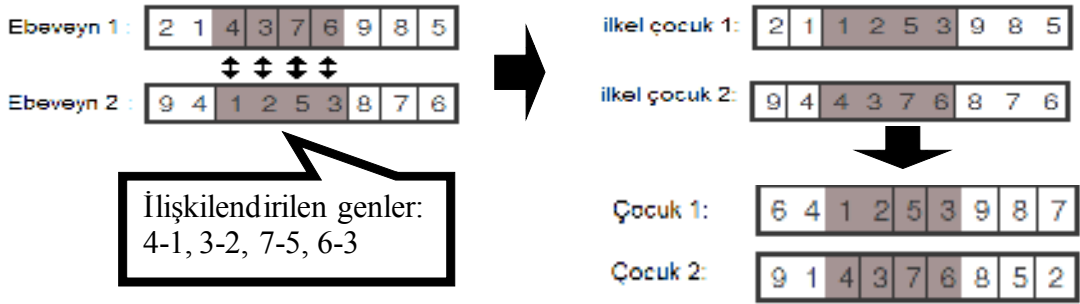 Ebeveyn 1 : 2 1 4 3 7 6 9 8 5
Ebeveyn 2 : 9 4 1 2 5 3 8 7 6
İlişkilendirilen genler:
4-1, 3-2, 7-5, 6-3
ilkel çocuk 1: 2 1 1 2 5 3 9 8 5
ilkel çocuk 2: 9 4 4 3 7 6 8 7 6
Çocuk 1: 6 4 1 2 5 3 9 8 7
Çocuk 2: 9 1 4 3 7 6 8 5 2